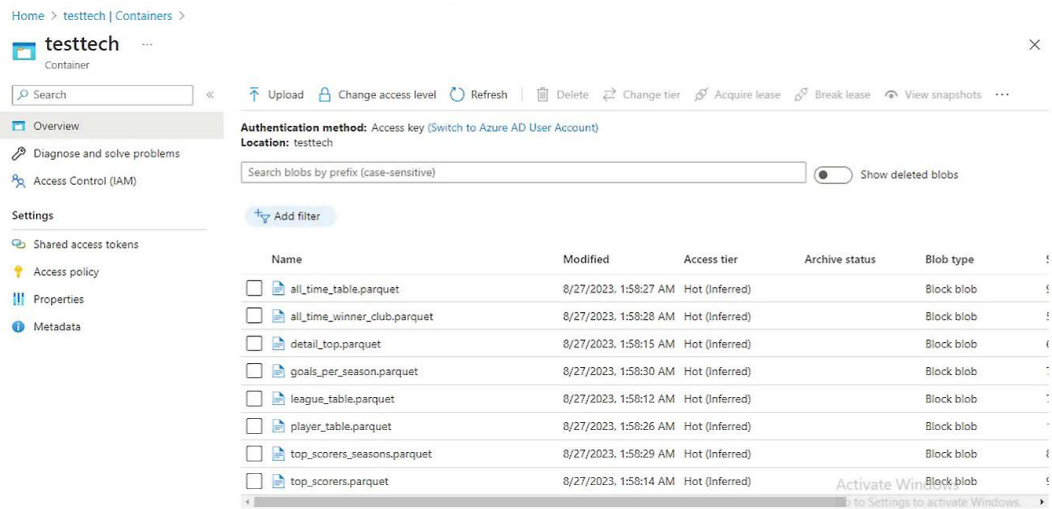 Home > testtech | Containers >
testtech ...
Container
Search «
Overview
Diagnose and solve problems
Access Control (IAM)
Settings
Shared access tokens
Access policy
Properties
Metadata
Upload Change access level Refresh Delete Change tier Acquire lease Break lease View snapshots ...
Authentication method: Access key (Switch to Azure AD User Account)
Location: testtech
Search blobs by prefix (case-sensitive) Show deleted blobs
Add filter
Name Modified Access tier Archive status Blob type
all_time_table.parquet 8/27/2023, 1:58:27 AM Hot (Inferred) Block blob
all_time_winner_club.parquet 8/27/2023, 1:58:28 AM Hot (Inferred) Block blob
detail_top.parquet 8/27/2023, 1:58:15 AM Hot (Inferred) Block blob
goals_per_season.parquet 8/27/2023, 1:58:30 AM Hot (Inferred) Block blob
league_table.parquet 8/27/2023, 1:58:12 AM Hot (Inferred) Block blob
player_table.parquet 8/27/2023, 1:58:26 AM Hot (Inferred) Block blob
top_scorers_seasons.parquet 8/27/2023, 1:58:29 AM Hot (Inferred) Block blob
top_scorers.parquet 8/27/2023, 1:58:14 AM Hot (Inferred) Block blob
Activate Windows
to Settings to activate Windows.